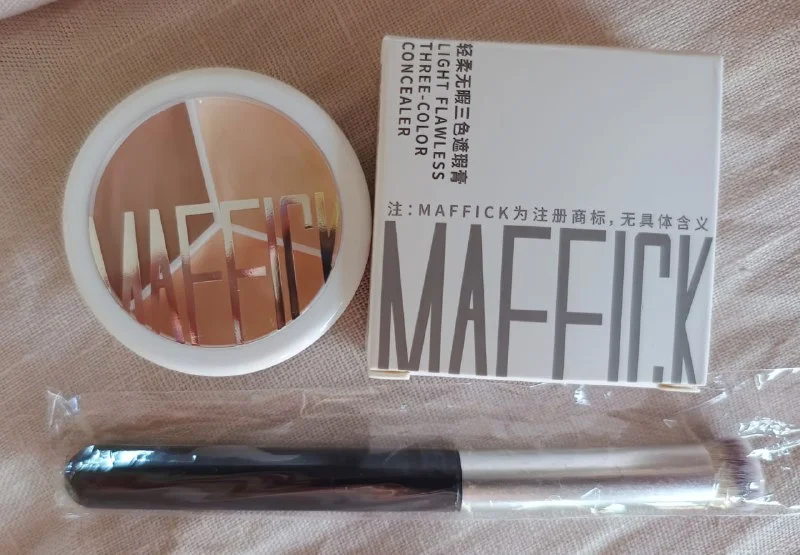 MAFFICK
轻柔无暇三色遮瑕膏
LIGHT FLAWLESS
THREE-COLOR
CONCEALER
注：MAFFICK为注册商标，无具体含义
MAFFICK